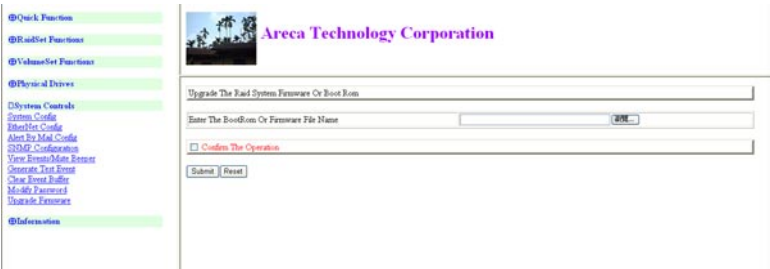 Quick Function
RaidSet Functions
VolumeSet Functions
Physical Drives
System Controls
System Config
EtherNet Config
Alert By Mail Config
SNMP Configuration
View Events/Mute Beeper
Generate Test Event
Clear Event Buffer
Modify Password
Upgrade Firmware
Information
Areca Technology Corporation
Upgrade The Raid System Firmware Or Boot Rom
Enter The BootRom Or Firmware File Name
Confirm The Operation
Submit Reset